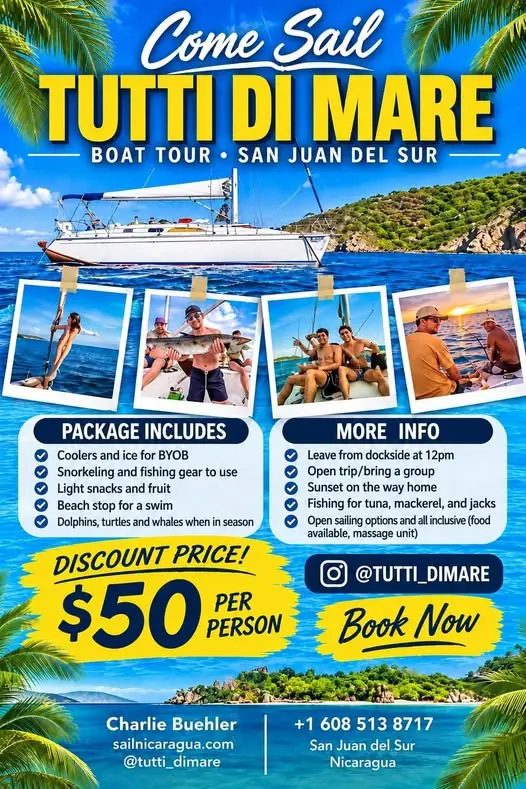 Come Sail
TUTTI DI MARE
BOAT TOUR • SAN JUAN DEL SUR
PACKAGE INCLUDES
Coolers and ice for BYOB
Snorkeling and fishing gear to use
Light snacks and fruit
Beach stop for a swim
Dolphins, turtles and whales when in season
MORE INFO
Leave from dockside at 12pm
Open trip/bring a group
Sunset on the way home
Fishing for tuna, mackerel, and jacks
Open sailing options and all inclusive (food
available, massage unit)
DISCOUNT PRICE!
$50 PER
PERSON
@TUTTI_DIMARE
Book Now
Charlie Buehler
sailnicaragua.com
@tutti_dimare
+1 608 513 8717
San Juan del Sur
Nicaragua